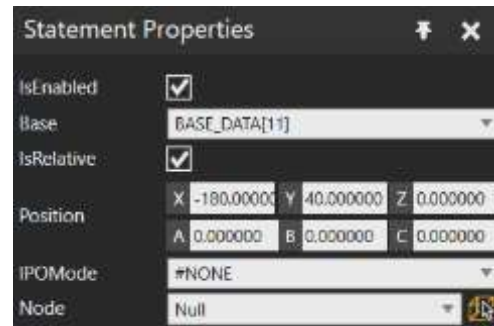 Statement Properties
IsEnabled
Base BASE_DATA[11]
IsRelative
Position X -180.00000 Y 40.000000 Z 0.000000
A 0.000000 B 0.000000 C 0.000000
IPOMode #NONE
Node Null